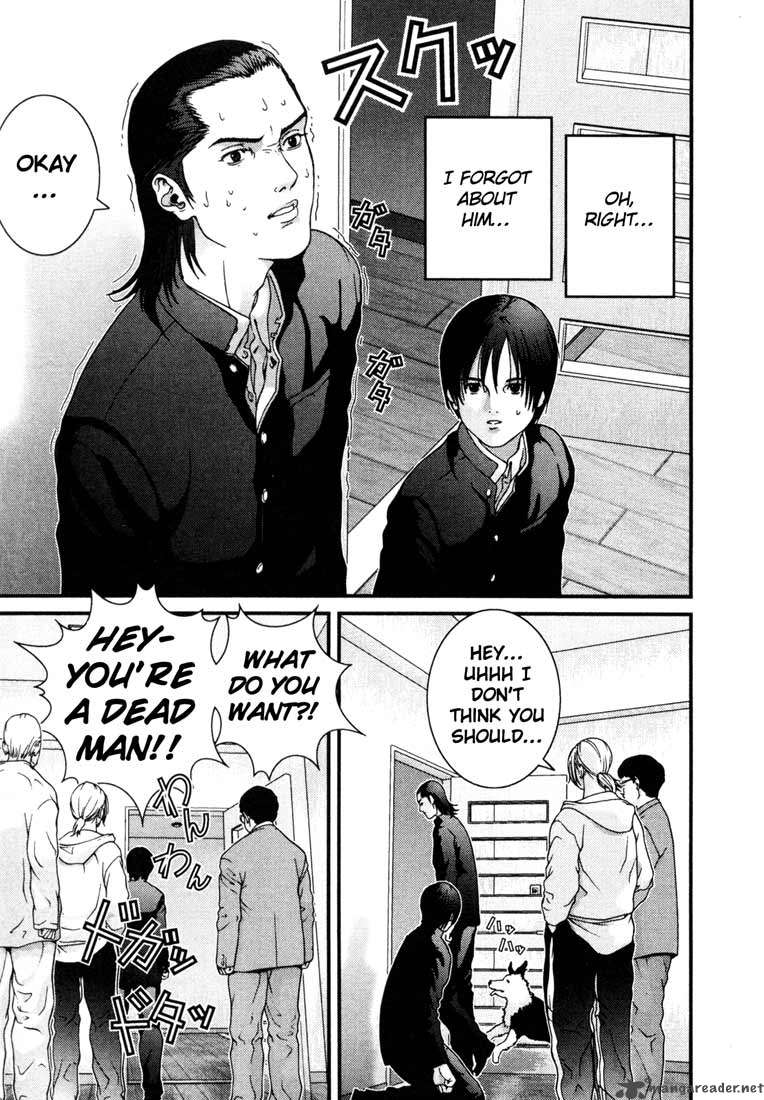 スクッ
OH,
RIGHT...
I FORGOT
ABOUT
HIM...
ガタ
ガタ
OKAY
...
HEY...
UHHH I
DON'T
THINK YOU
SHOULD...
ハッ
ハッ
WHAT
DO YOU
WANT?!
HEY-
YOU'RE
A DEAD
MAN!!
わん
わん
ドガッ
ドタッ
mangareader.net